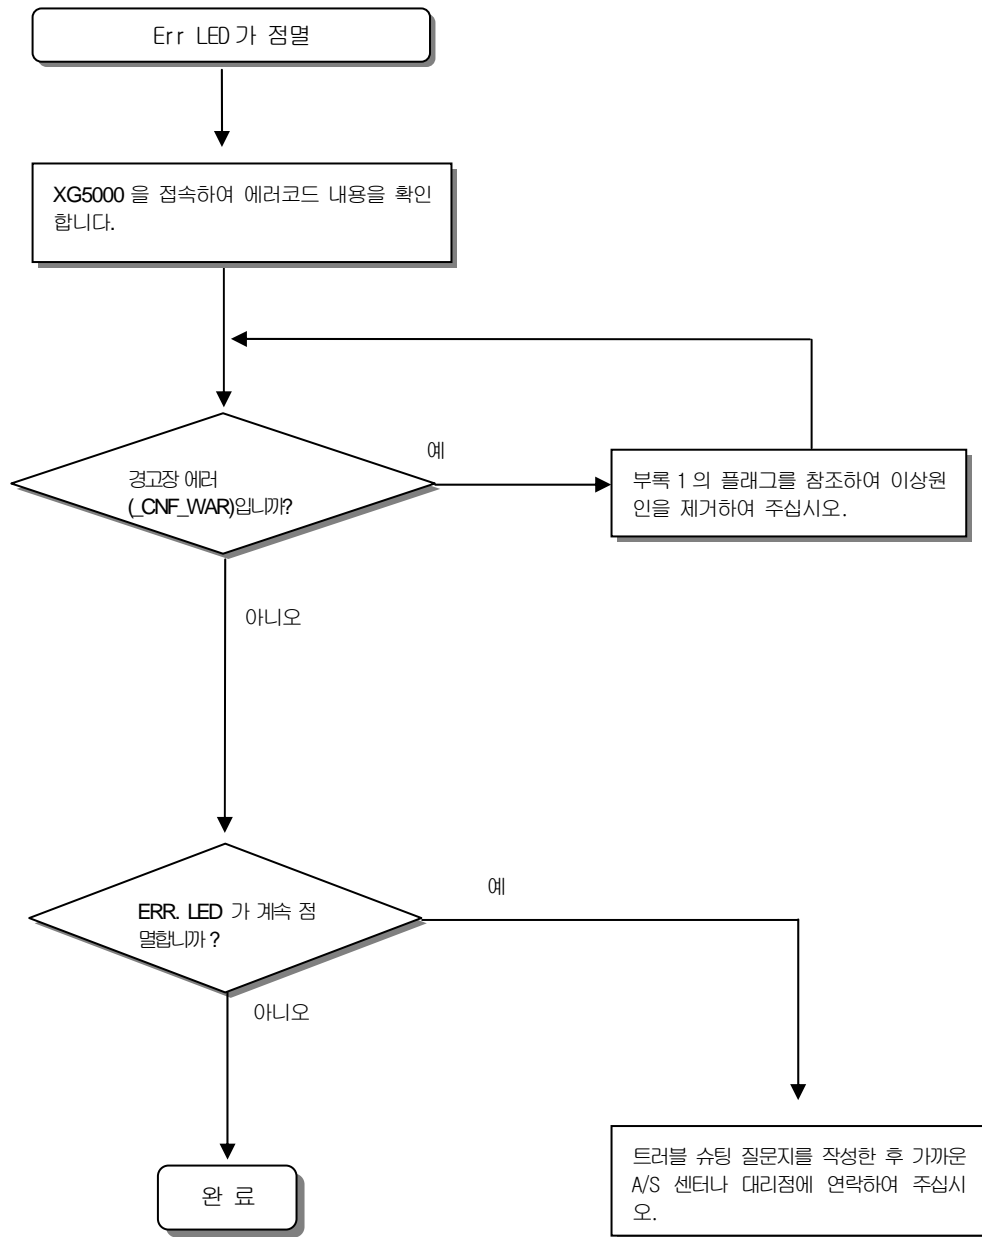 Err LED가 점멸
XG5000 을 접속하여 에러코드 내용을 확인
합니다.
예
경고장 에러
(_CNF_WAR)입니까?
부록 1 의 플래그를 참조하여 이상원
인을 제거하여 주십시오.
아니오
예
ERR. LED 가 계속 점
멸합니까 ?
아니오
트러블 슈팅 질문지를 작성한 후 가까운
A/S 센터나 대리점에 연락하여 주십시
오.
완 료